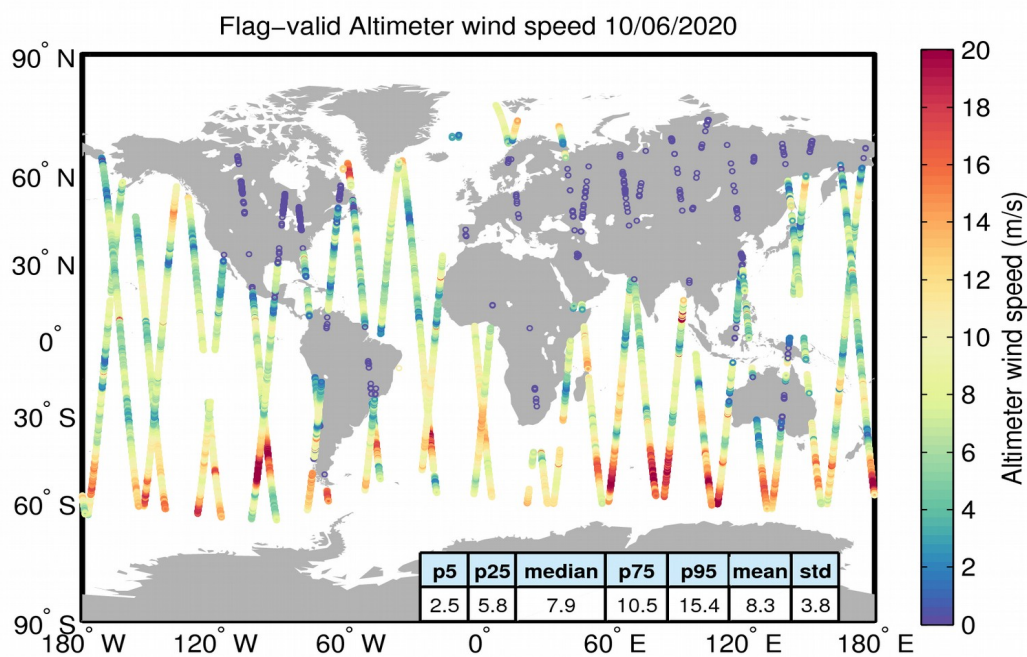 Flag−valid Altimeter wind speed 10/06/2020
90° N
60° N
30° N
0°
30° S
60° S
90° S
180° W
120° W
60° W
0°
60° E
120° E
180° E
p5 p25 median p75 p95 mean std
2.5 5.8 7.9 10.5 15.4 8.3 3.8
20
18
16
14
12
10
8
6
4
2
0
Altimeter wind speed (m/s)